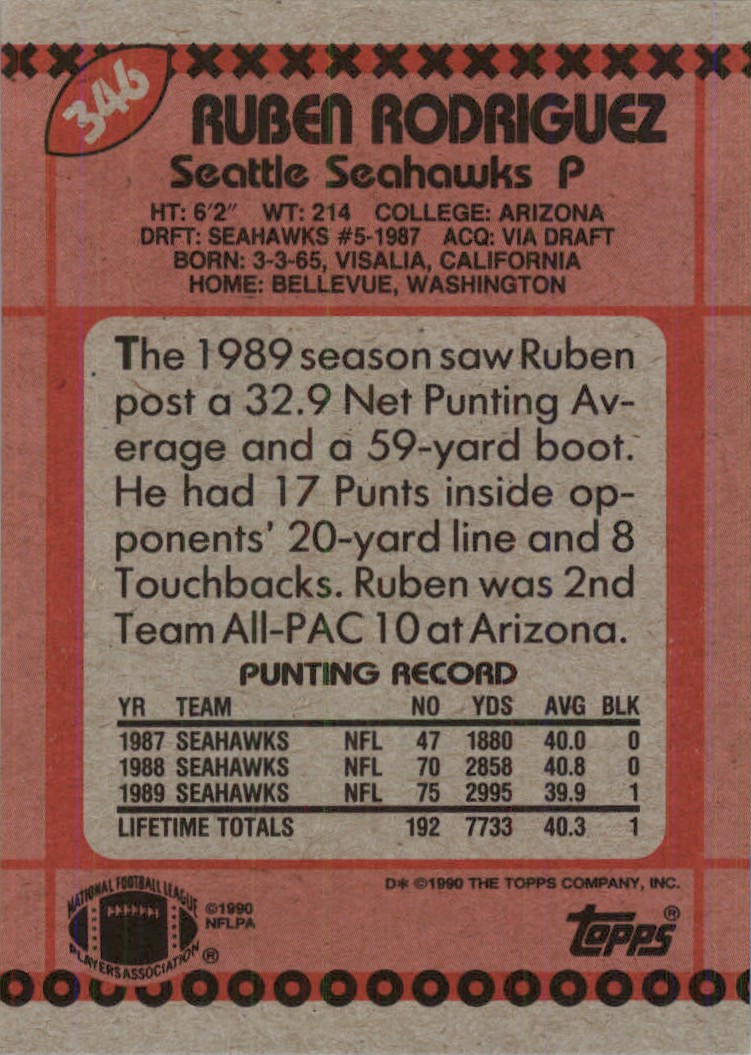 346
RUBEN RODRIGUEZ
Seattle Seahawks P
HT: 6'2" WT: 214 COLLEGE: ARIZONA
DRFT: SEAHAWKS #5-1987 ACQ: VIA DRAFT
BORN: 3-3-65, VISALIA, CALIFORNIA
HOME: BELLEVUE, WASHINGTON
The 1989 season saw Ruben
post a 32.9 Net Punting Av-
erage and a 59-yard boot.
He had 17 Punts inside op-
ponents' 20-yard line and 8
Touchbacks. Ruben was 2nd
Team All-PAC 10 at Arizona.
PUNTING RECORD
YR TEAM NO YDS AVG BLK
1987 SEAHAWKS NFL 47 1880 40.0 0
1988 SEAHAWKS NFL 70 2858 40.8 0
1989 SEAHAWKS NFL 75 2995 39.9 1
LIFETIME TOTALS 192 7733 40.3 1
D* ©1990 THE TOPPS COMPANY, INC.
NATIONAL FOOTBALL LEAGUE
PLAYERS ASSOCIATION ®
©1990
NFLPA
topps®